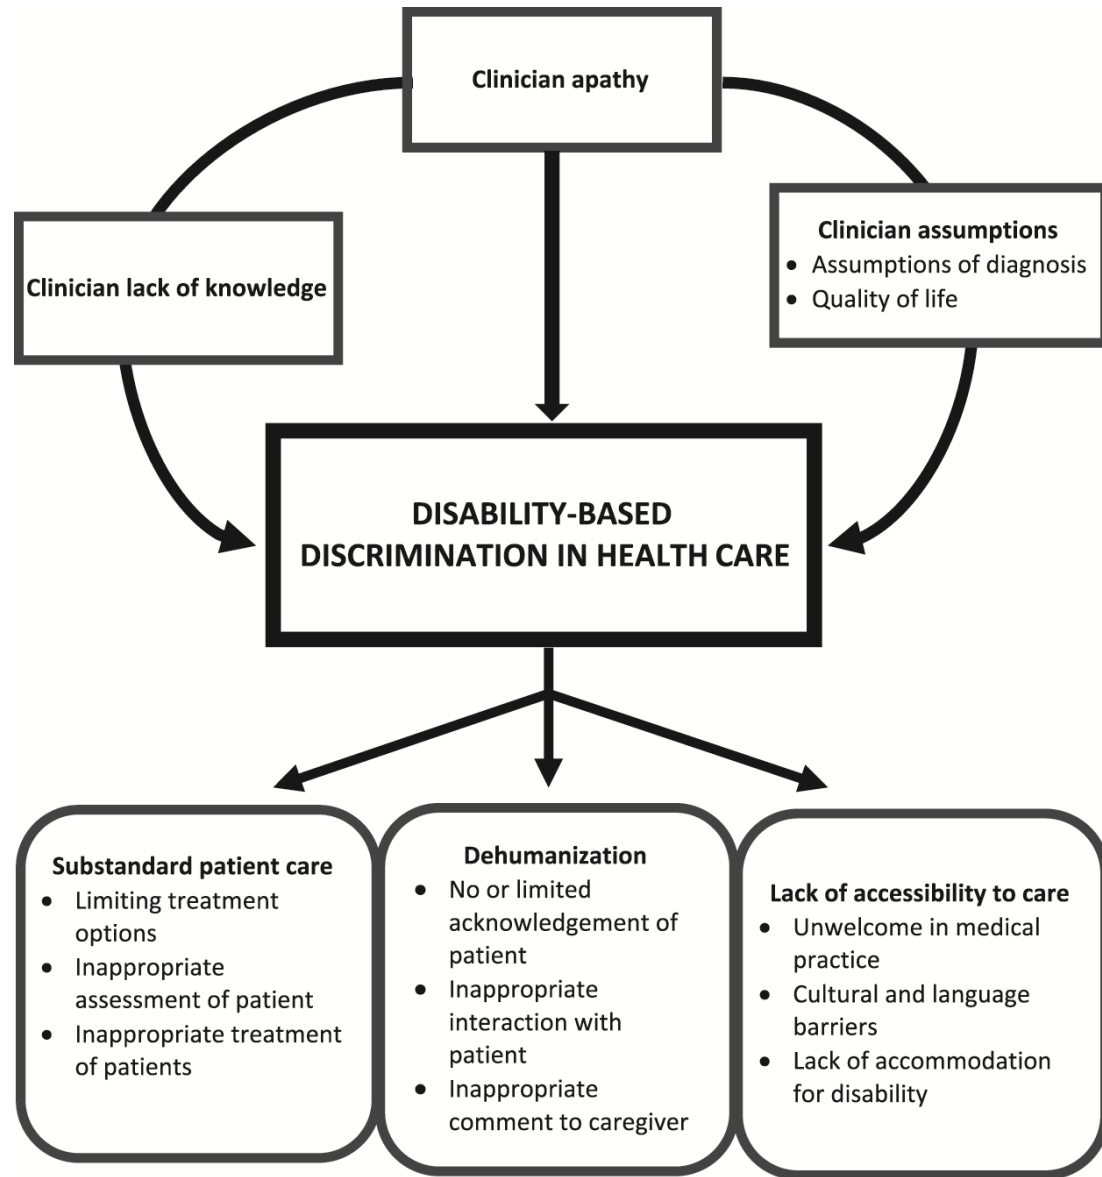 Clinician apathy
Clinician lack of knowledge
Clinician assumptions
• Assumptions of diagnosis
• Quality of life
DISABILITY-BASED
DISCRIMINATION IN HEALTH CARE
Substandard patient care
• Limiting treatment
options
• Inappropriate
assessment of patient
• Inappropriate treatment
of patients
Dehumanization
• No or limited
acknowledgement of
patient
• Inappropriate
interaction with
patient
• Inappropriate
comment to caregiver
Lack of accessibility to care
• Unwelcome in medical
practice
• Cultural and language
barriers
• Lack of accommodation
for disability